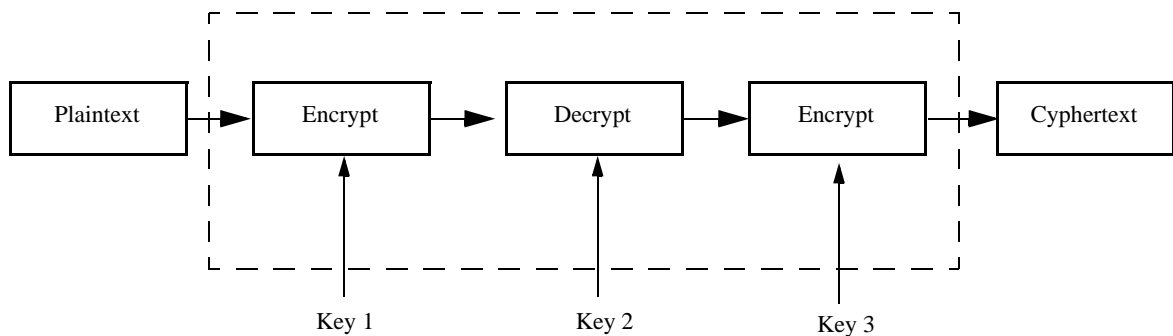 Plaintext
Encrypt
Decrypt
Encrypt
Cyphertext
Key 1
Key 2
Key 3